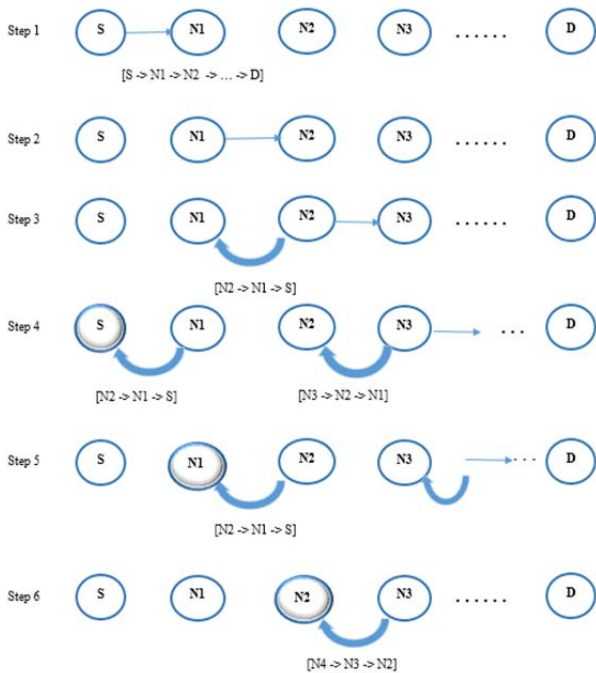 Step 1 S N1 N2 N3 ...... D
[S -> N1 -> N2 -> ... -> D]
Step 2 S N1 N2 N3 ...... D
Step 3 S N1 N2 N3 ...... D
[N2 -> N1 -> S]
Step 4 S N1 N2 N3 ... D
[N2 -> N1 -> S] [N3 -> N2 -> N1]
Step 5 S N1 N2 N3 ... D
[N2 -> N1 -> S]
Step 6 S N1 N2 N3 ...... D
[N4 -> N3 -> N2]